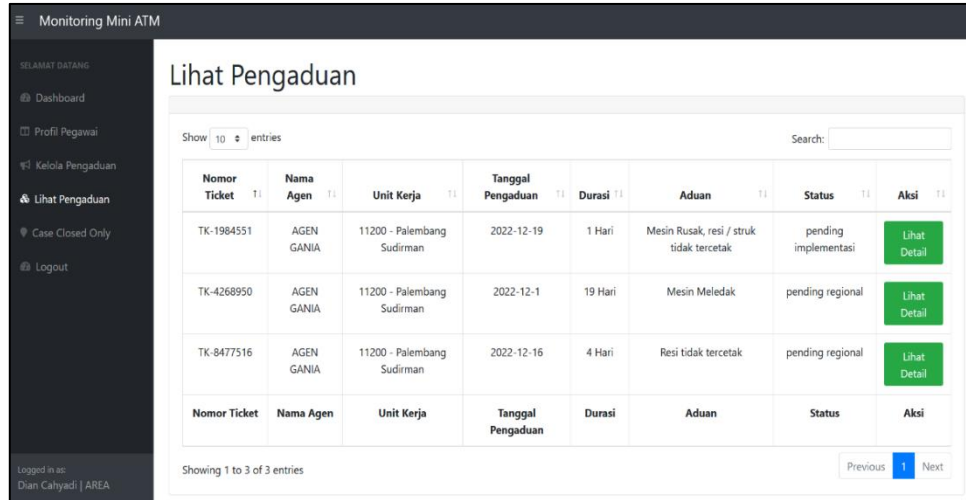 Monitoring Mini ATM
SELAMAT DATANG
Dashboard
Profil Pegawai
Kelola Pengaduan
Lihat Pengaduan
Case Closed Only
Logout
Logged in as:
Dian Cahyadi | AREA
Lihat Pengaduan
Show 10 entries
Search:
Nomor Ticket Nama Agen Unit Kerja Tanggal Pengaduan Durasi Aduan Status Aksi
TK-1984551 AGEN GANIA 11200 - Palembang Sudirman 2022-12-19 1 Hari Mesin Rusak, resi / struk tidak tercetak pending implementasi Lihat Detail
TK-4268950 AGEN GANIA 11200 - Palembang Sudirman 2022-12-1 19 Hari Mesin Meledak pending regional Lihat Detail
TK-8477516 AGEN GANIA 11200 - Palembang Sudirman 2022-12-16 4 Hari Resi tidak tercetak pending regional Lihat Detail
Nomor Ticket Nama Agen Unit Kerja Tanggal Pengaduan Durasi Aduan Status Aksi
Showing 1 to 3 of 3 entries
Previous 1 Next